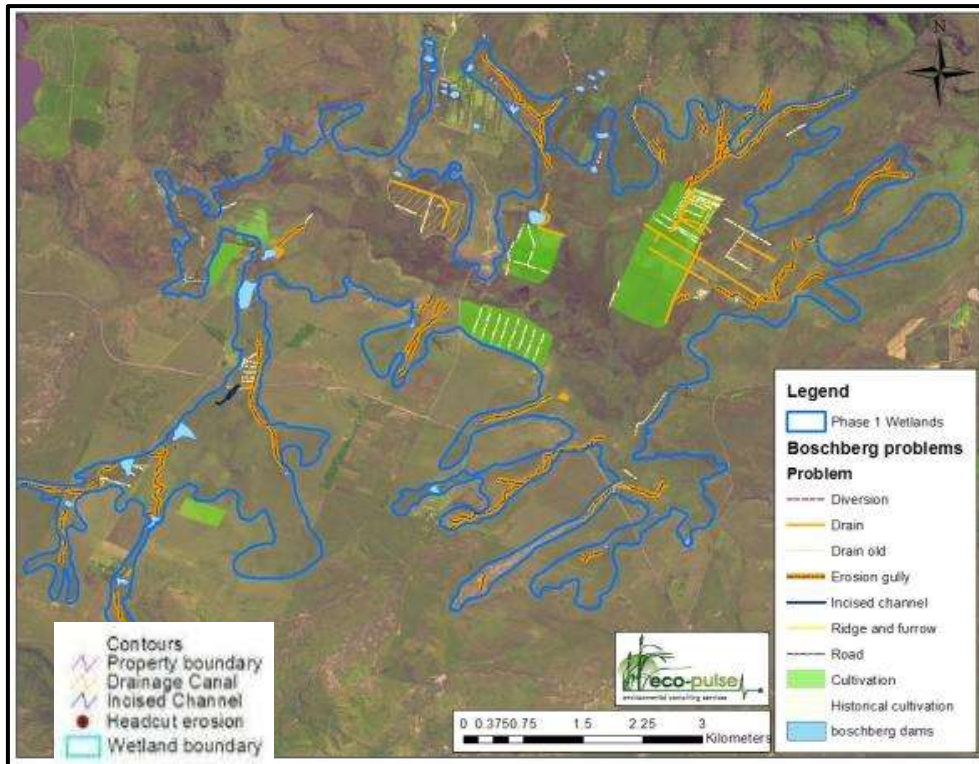 N
Legend
Phase 1 Wetlands
Boschberg problems
Problem
Diversion
Drain
Drain old
Erosion gully
Incised channel
Ridge and furrow
Road
Cultivation
Historical cultivation
boschberg dams
Contours
Property boundary
Drainage Canal
Incised Channel
Headcut erosion
Wetland boundary
eco-pulse
environmental consulting services
0 0.375 0.75 1.5 2.25 3
Kilometers